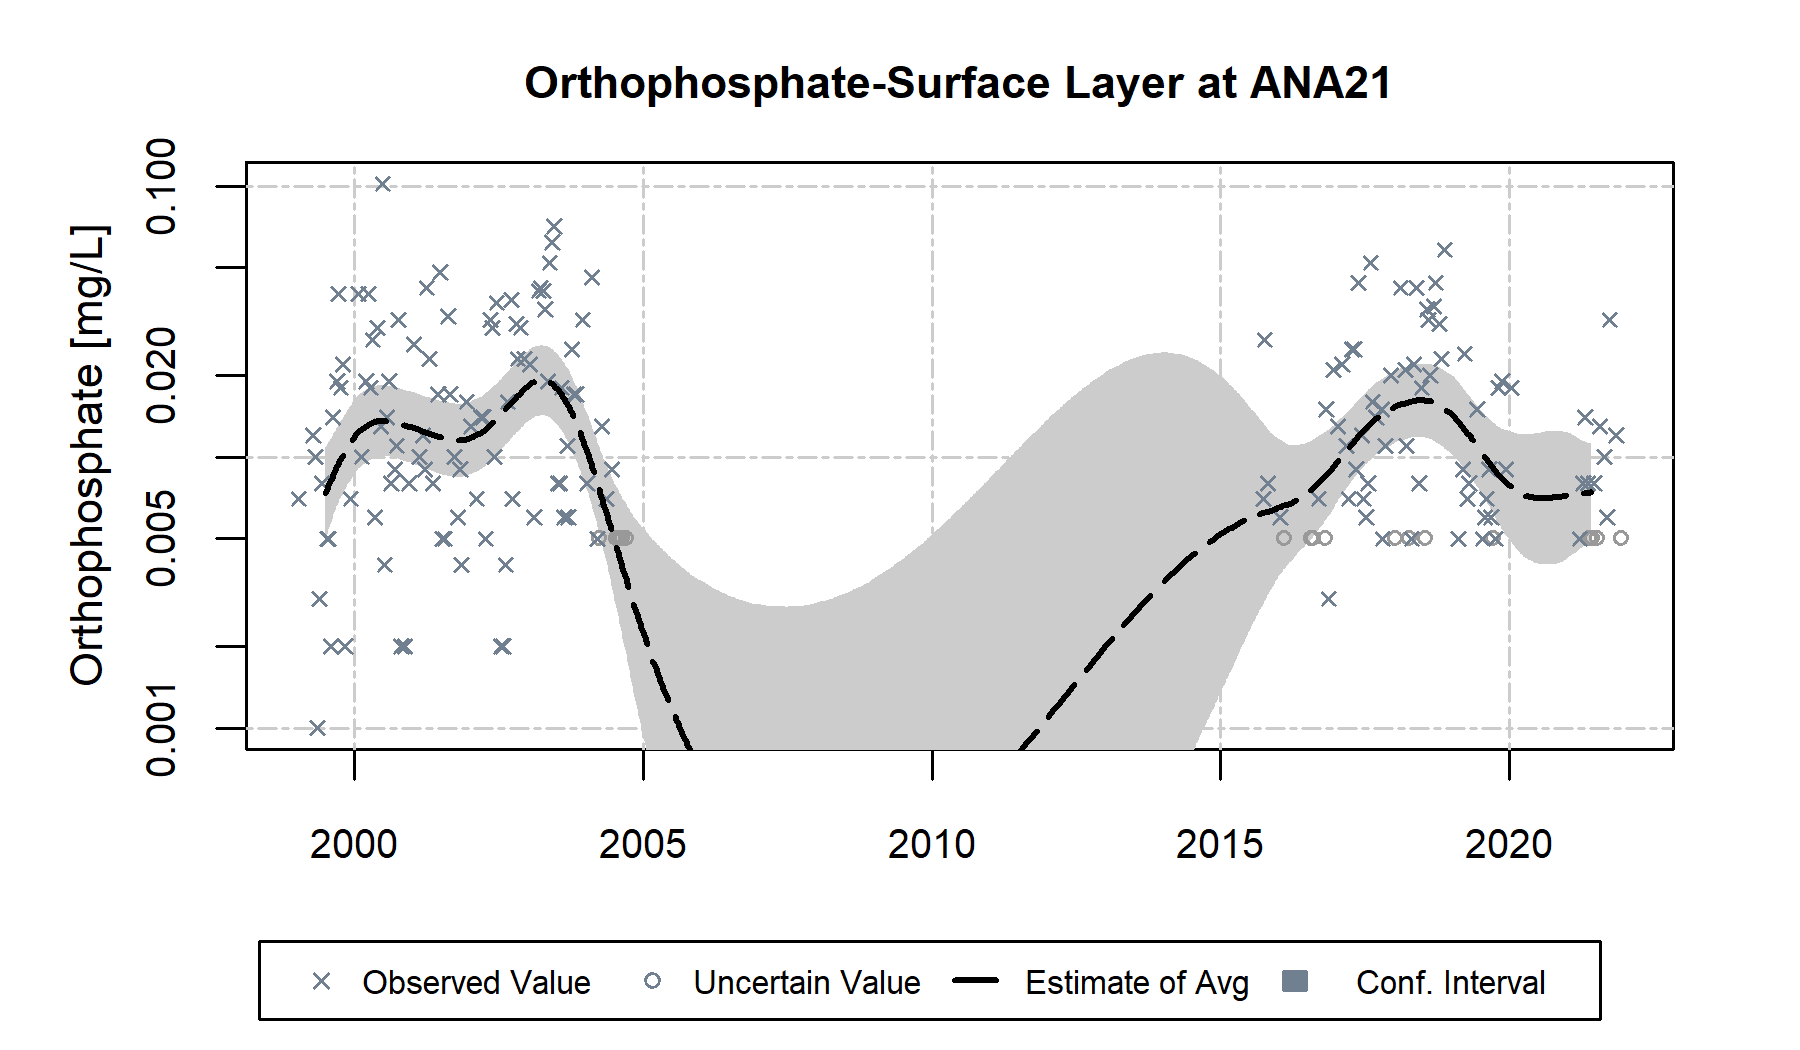 Orthophosphate-Surface Layer at ANA21
Orthophosphate [mg/L]
0.100
0.020
0.005
0.001
2000 2005 2010 2015 2020
Observed Value Uncertain Value Estimate of Avg Conf. Interval